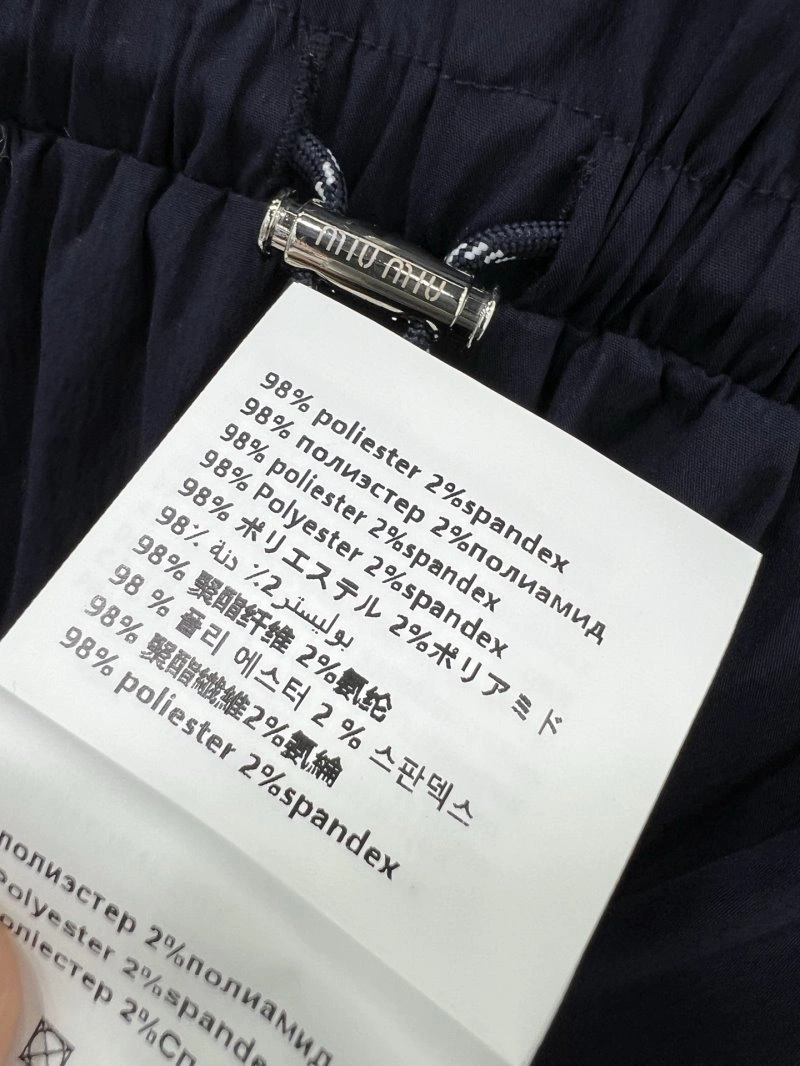 MIU MIU
98% poliester 2%spandex
98% полиэстер 2%полиамид
98% poliester 2%spandex
98% Polyester 2%spandex
98% ポリエステル 2%ポリアミド
98٪ بوليستر 2٪ دنة
98% 聚酯纤维 2%氨纶
98 % 폴리 에스터 2 % 스판덱스
98% 聚酯纖維2%氨綸
98% poliester 2%spandex
полиэстер 2%полиамид
Polyester 2%spande
2%Сп